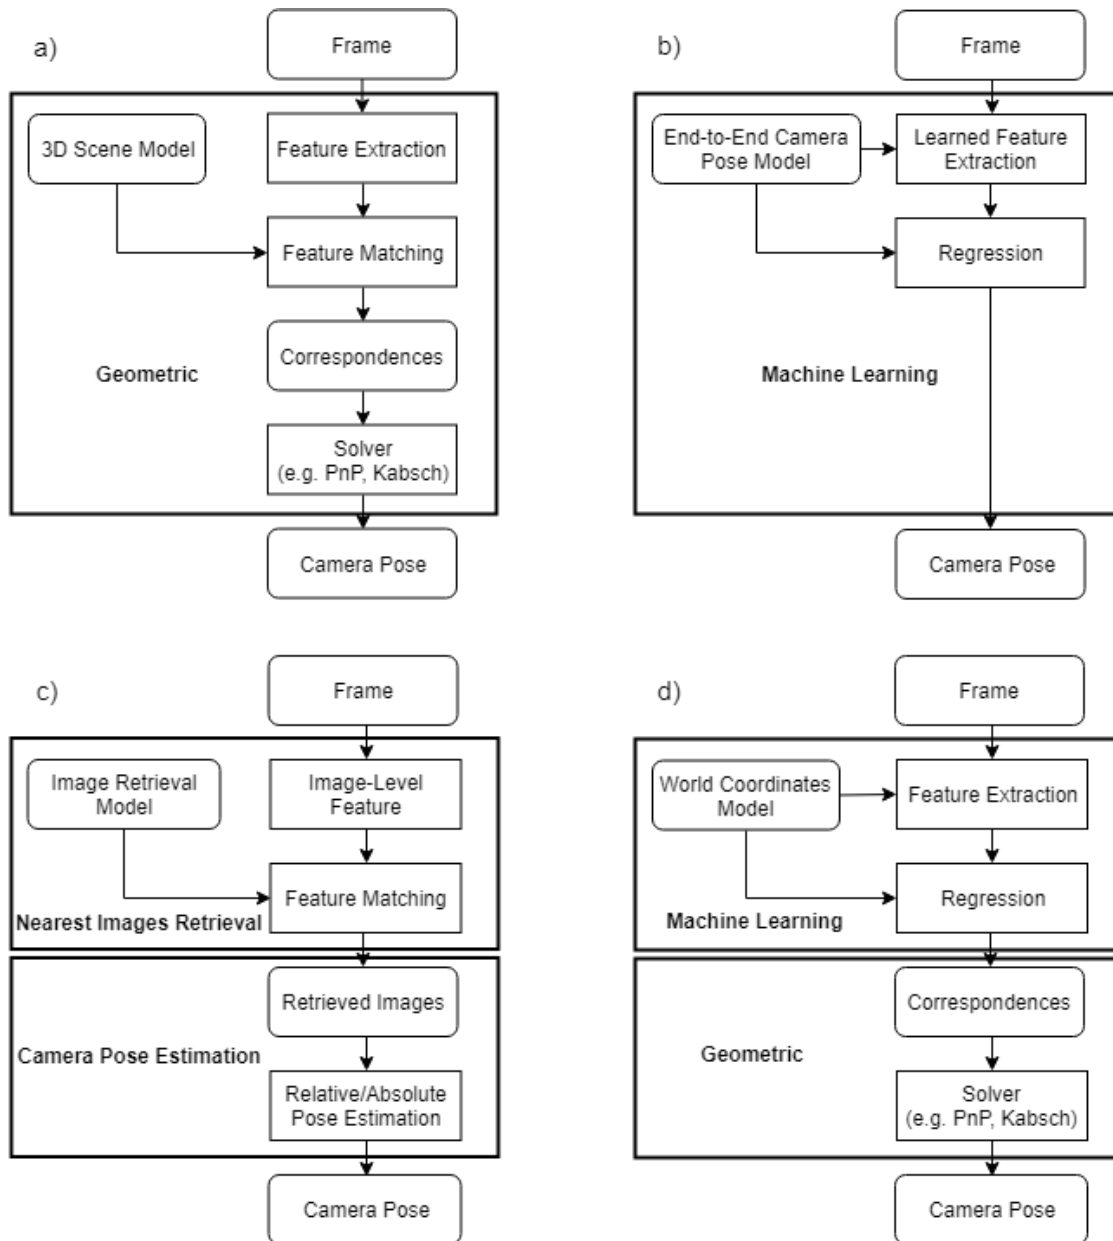 a)
Frame
3D Scene Model
Feature Extraction
Feature Matching
Correspondences
Geometric
Solver
(e.g. PnP, Kabsch)
Camera Pose
b)
Frame
End-to-End Camera
Pose Model
Learned Feature
Extraction
Regression
Machine Learning
Camera Pose
c)
Frame
Image Retrieval
Model
Image-Level
Feature
Feature Matching
Nearest Images Retrieval
Retrieved Images
Camera Pose Estimation
Relative/Absolute
Pose Estimation
Camera Pose
d)
Frame
World Coordinates
Model
Feature Extraction
Regression
Machine Learning
Correspondences
Geometric
Solver
(e.g. PnP, Kabsch)
Camera Pose